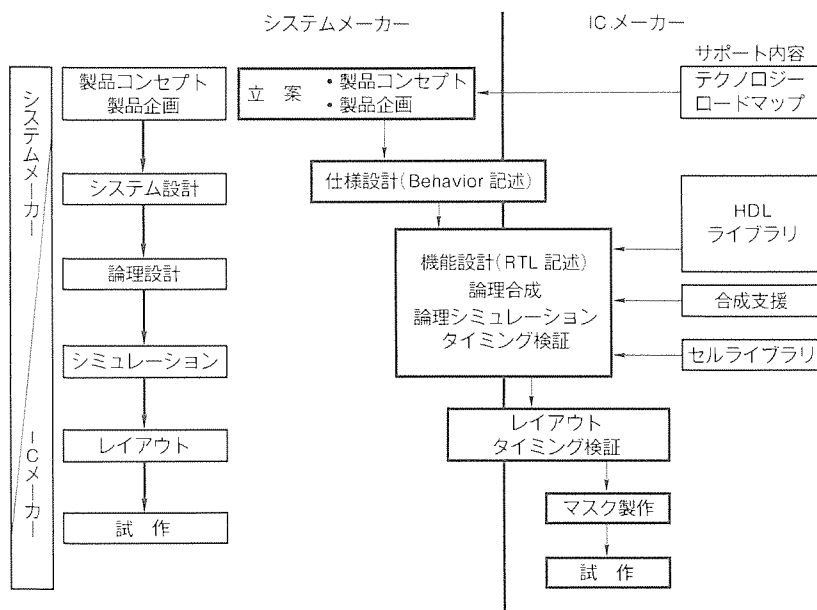 システムメーカー
IC.メーカー
サポート内容
システムメーカー
ICメーカー
製品コンセプト
製品企画
システム設計
論理設計
シミュレーション
レイアウト
試 作
立 案
・製品コンセプト
・製品企画
テクノロジー
ロードマップ
仕様設計(Behavior 記述)
機能設計(RTL 記述)
論理合成
論理シミュレーション
タイミング検証
HDL
ライブラリ
合成支援
セルライブラリ
レイアウト
タイミング検証
マスク製作
試 作